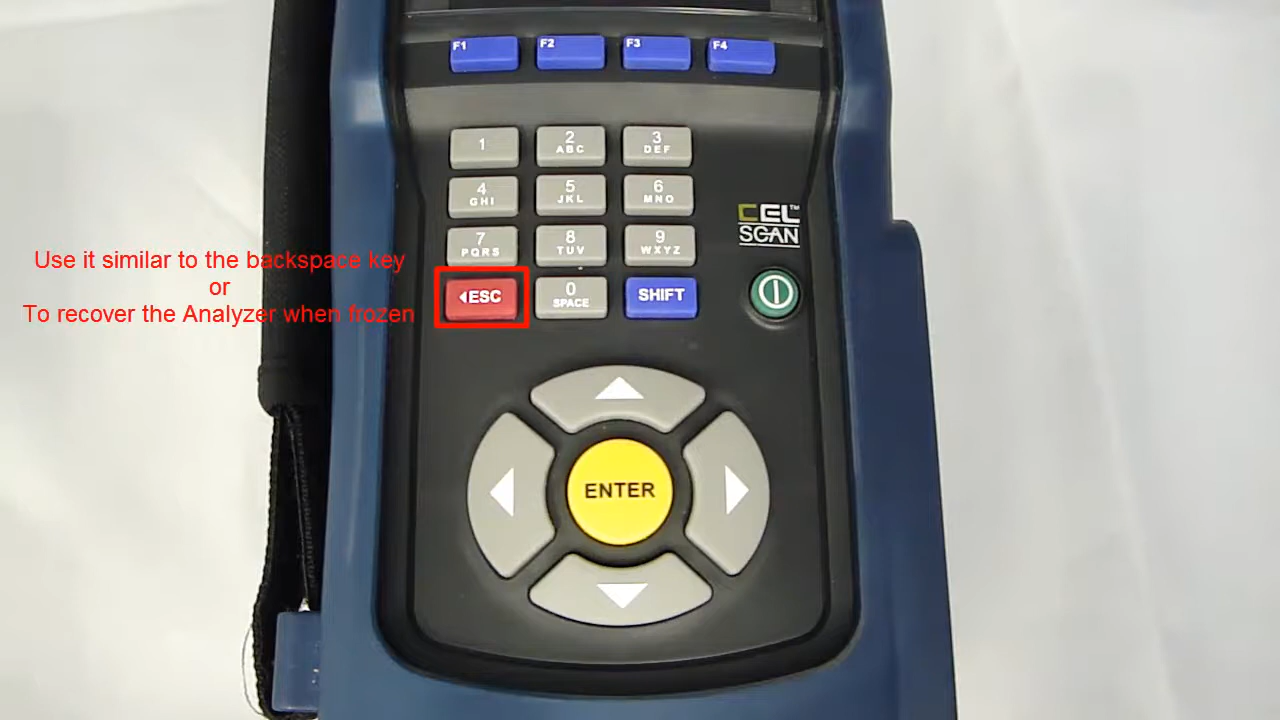 F1 F2 F3 F4
1 2 ABC 3 DEF
4 GHI 5 JKL 6 MNO
7 PQRS 8 TUV 9 WXYZ
CEL™
SCAN
Use it similar to the backspace key
or
To recover the Analyzer when frozen
ESC 0 SPACE SHIFT
ENTER